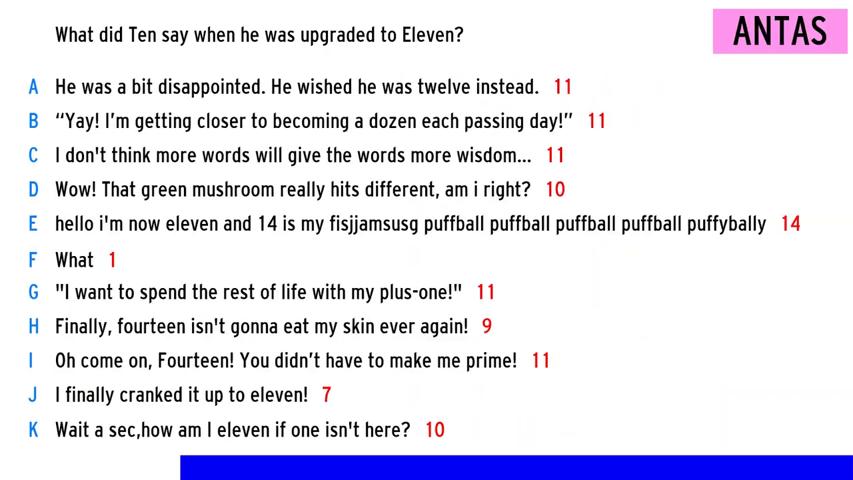 What did Ten say when he was upgraded to Eleven?
ANTAS
A He was a bit disappointed. He wished he was twelve instead. 11
B “Yay! I’m getting closer to becoming a dozen each passing day!” 11
C I don't think more words will give the words more wisdom... 11
D Wow! That green mushroom really hits different, am i right? 10
E hello i'm now eleven and 14 is my fisjjamsusg puffball puffball puffball puffball puffybally 14
F What 1
G "I want to spend the rest of life with my plus-one!" 11
H Finally, fourteen isn't gonna eat my skin ever again! 9
I Oh come on, Fourteen! You didn’t have to make me prime! 11
J I finally cranked it up to eleven! 7
K Wait a sec,how am I eleven if one isn't here? 10